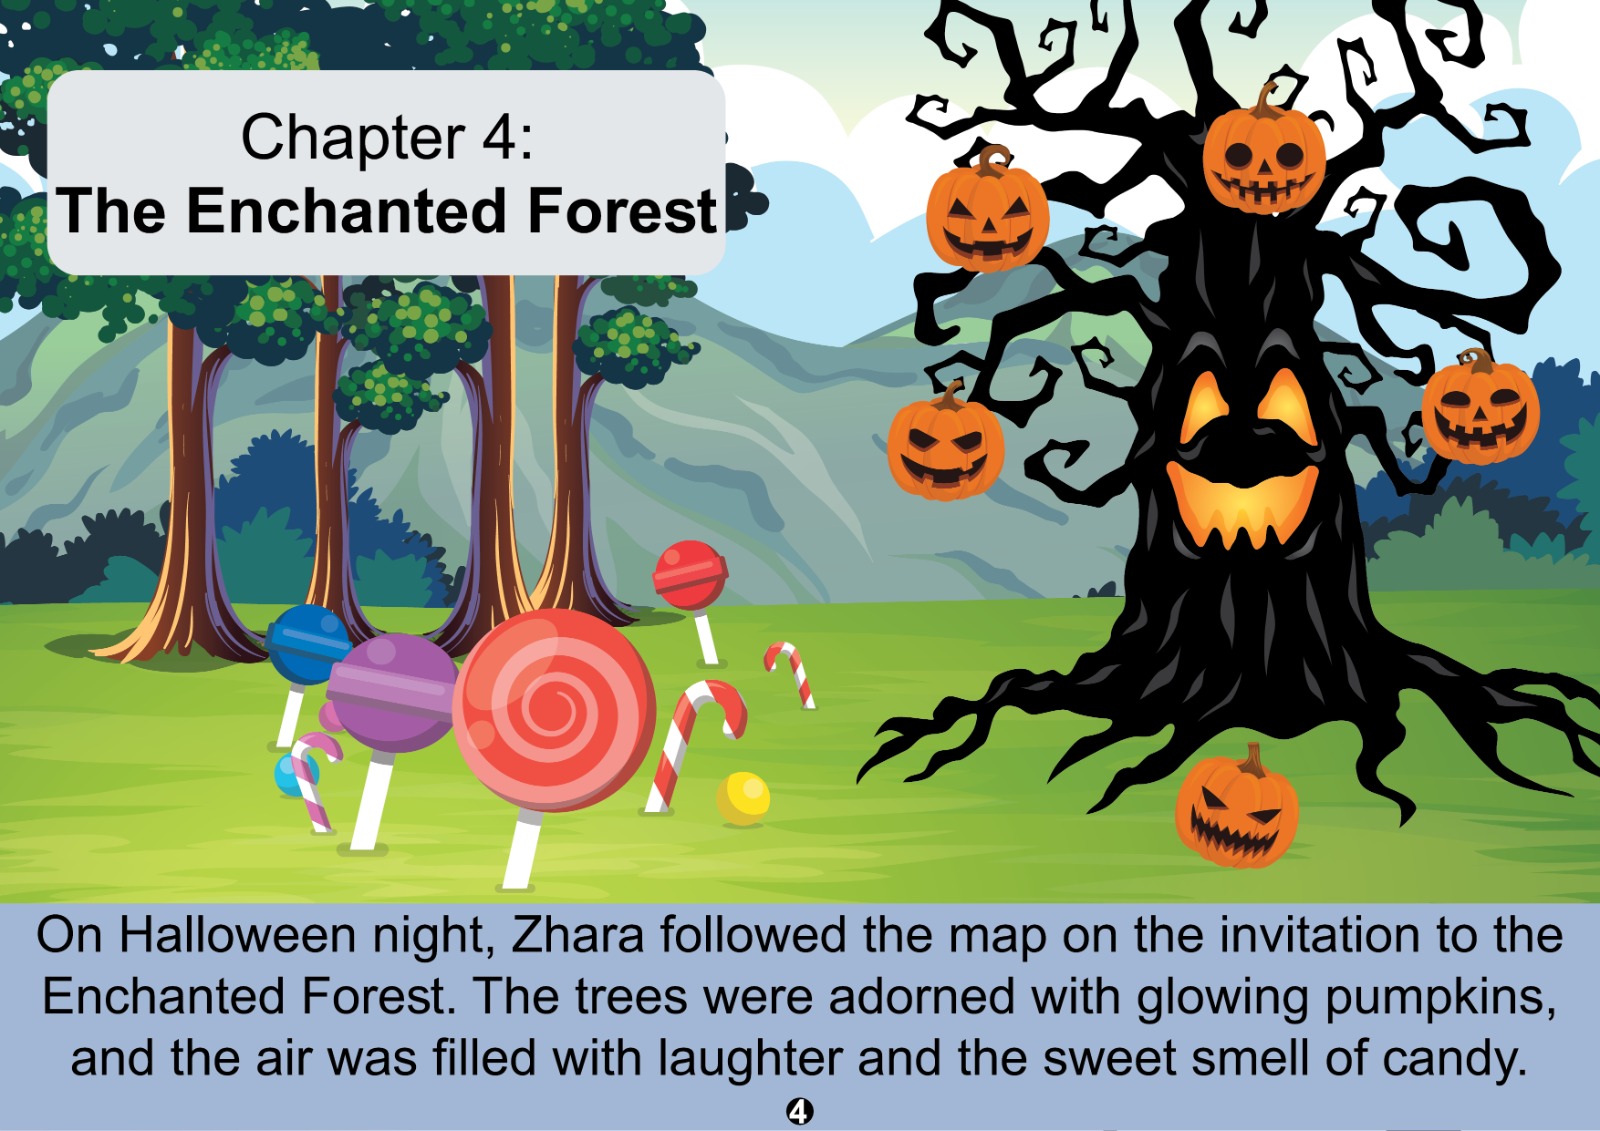 Chapter 4:
The Enchanted Forest
On Halloween night, Zhara followed the map on the invitation to the
Enchanted Forest. The trees were adorned with glowing pumpkins,
and the air was filled with laughter and the sweet smell of candy.
4